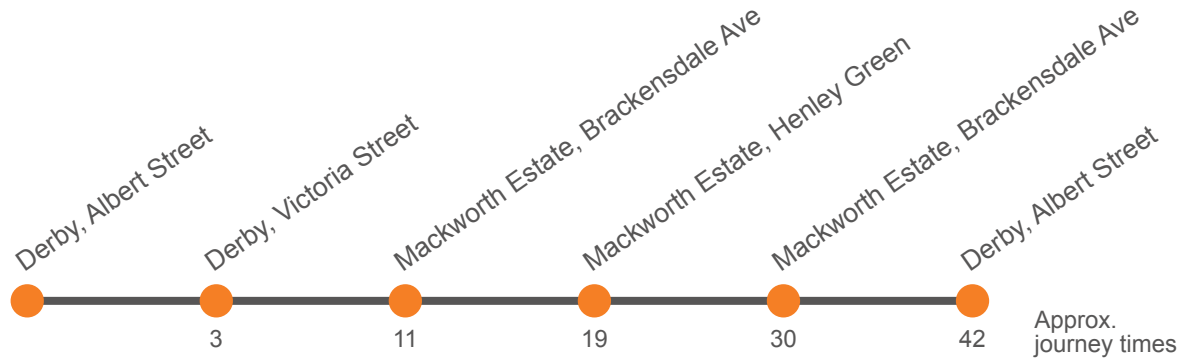 Derby, Albert Street
Derby, Victoria Street
Mackworth Estate, Brackensdale Ave
Mackworth Estate, Henley Green
Mackworth Estate, Brackensdale Ave
Derby, Albert Street
3
11
19
30
42
Approx.
journey times